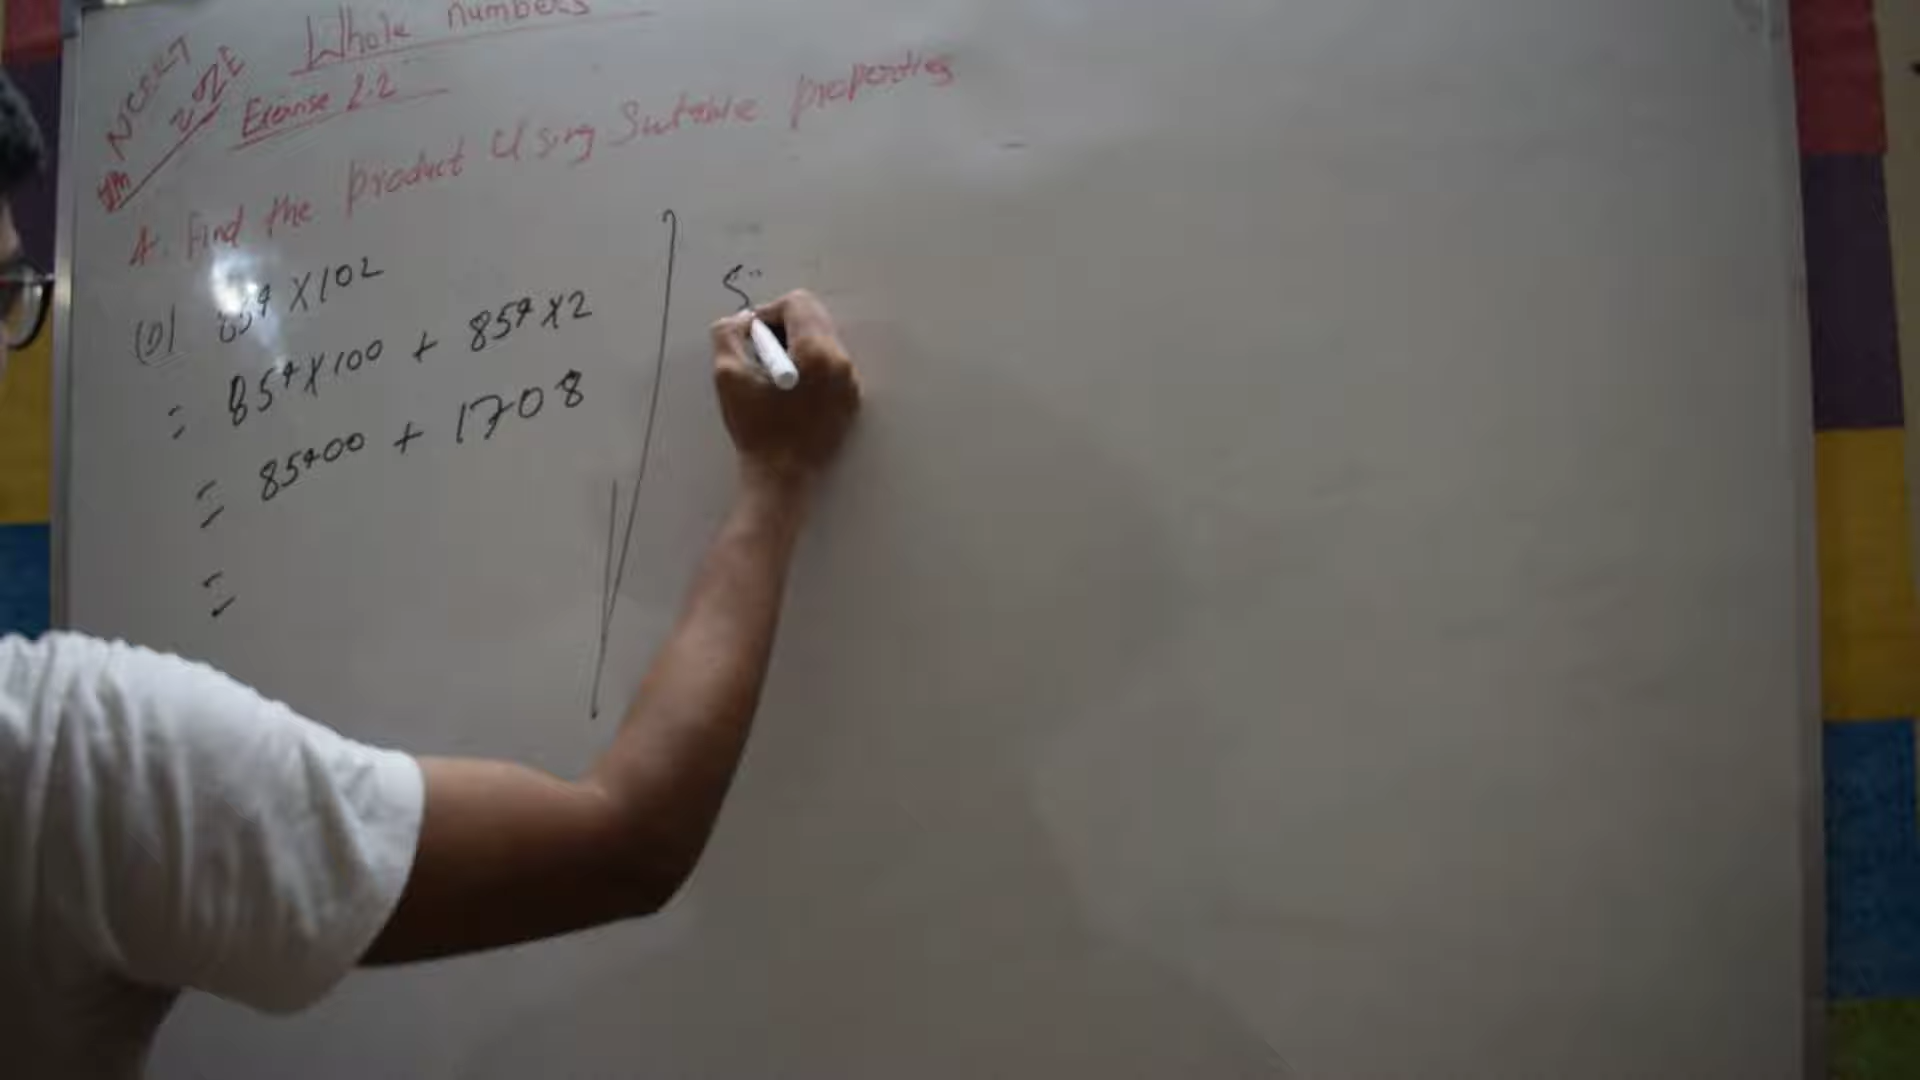 Whole numbers
NCERT
Exercise 2.2
4. Find the product Using Suitable properties
854 X 102
= 854 X 100 + 854 X 2
= 85400 + 1708
=